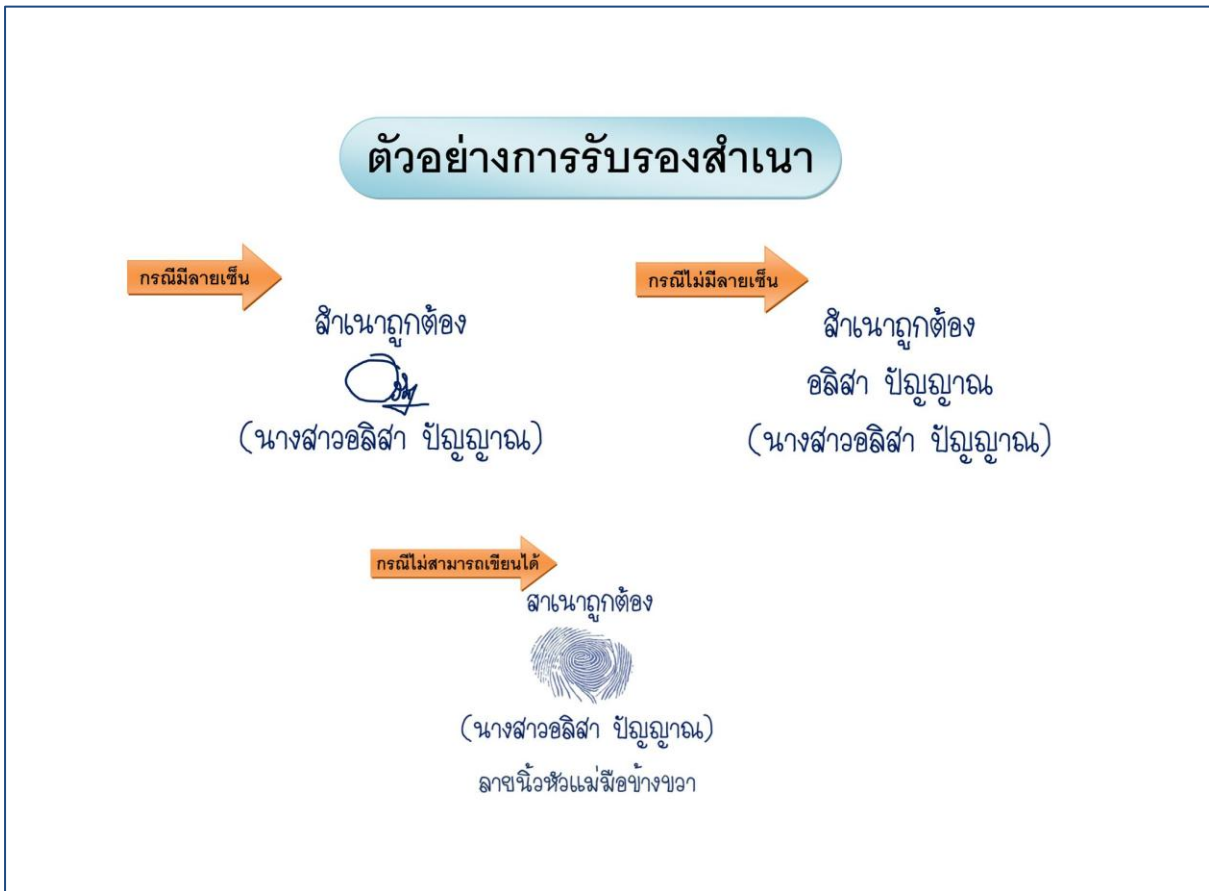 ตัวอย่างการรับรองสำเนา
กรณีมีลายเซ็น
สำเนาถูกต้อง
(นางสาวอลิสา ปัญญาณ)
กรณีไม่มีลายเซ็น
สำเนาถูกต้อง
อลิสา ปัญญาณ
(นางสาวอลิสา ปัญญาณ)
กรณีไม่สามารถเขียนได้
สาเนาถูกต้อง
(นางสาวอลิสา ปัญญาณ)
ลายนิ้วหัวแม่มือข้างขวา